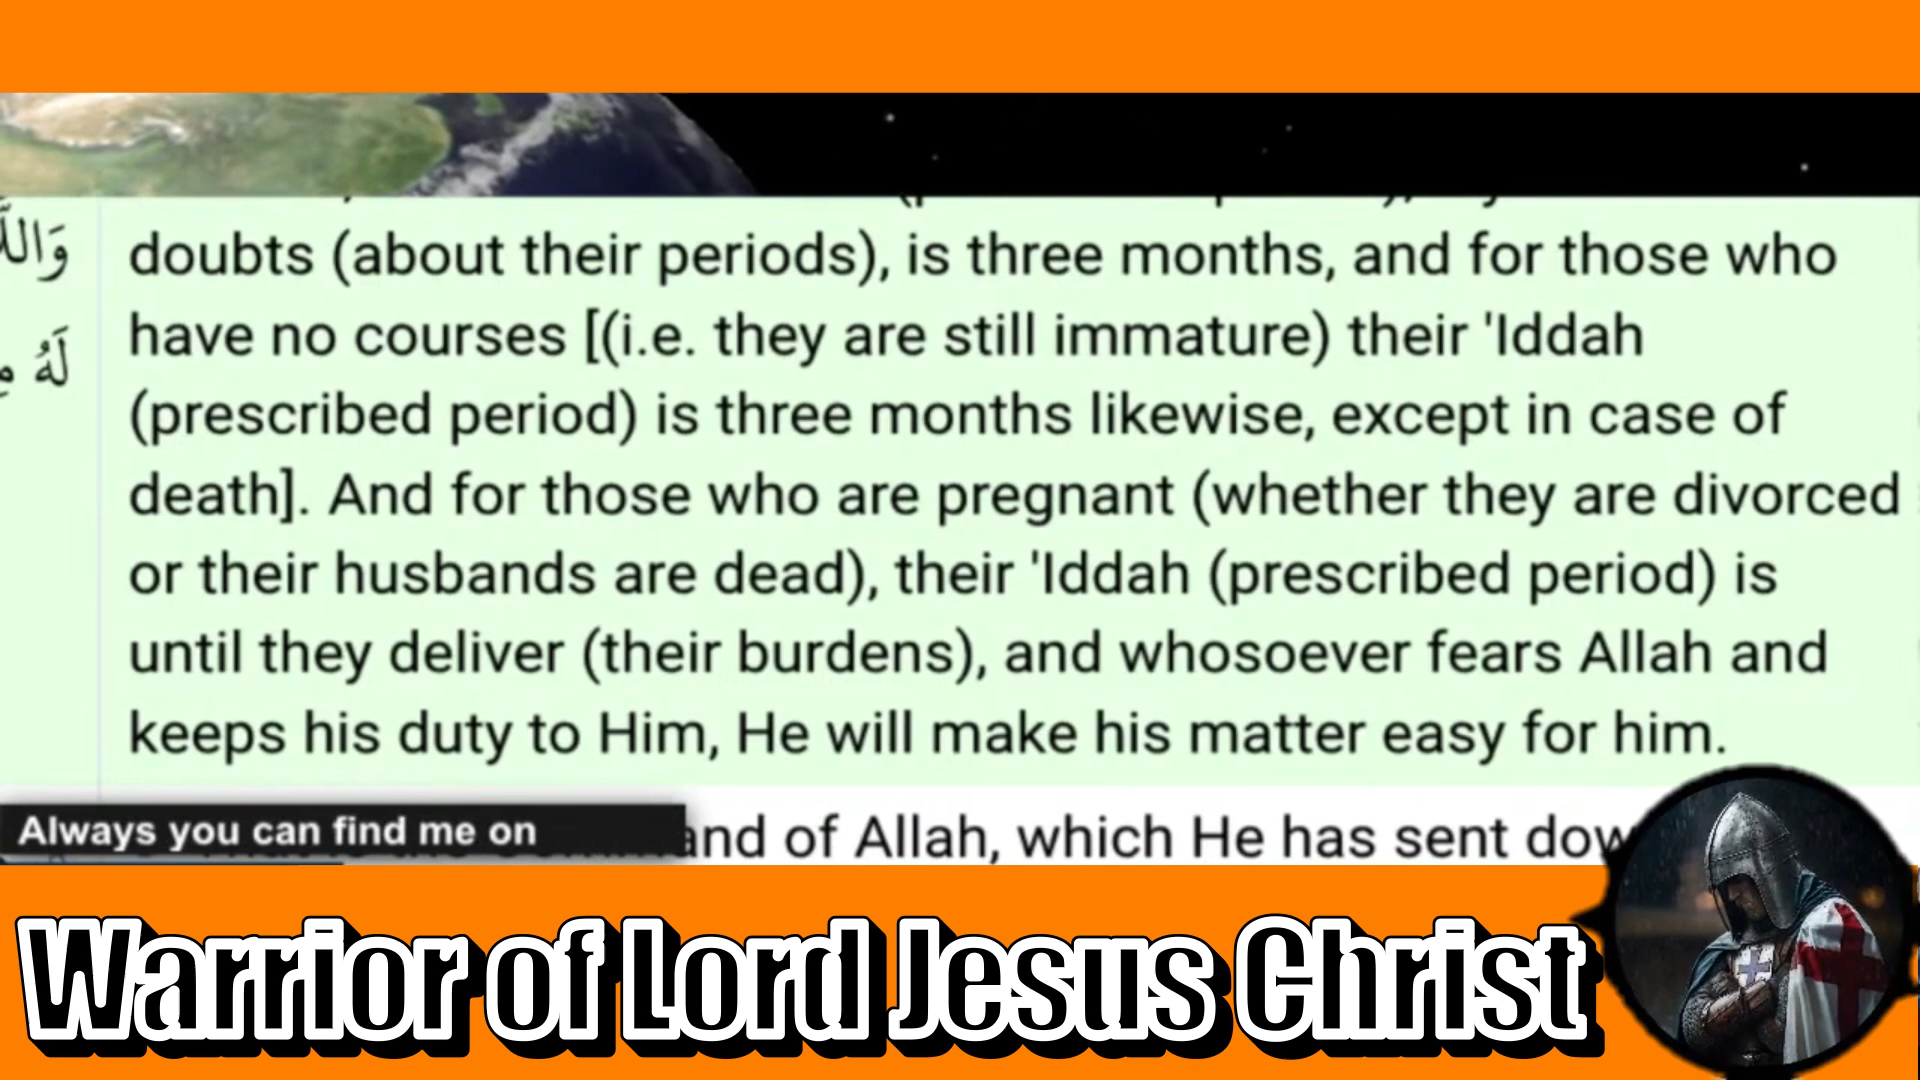 doubts (about their periods), is three months, and for those who
have no courses [(i.e. they are still immature) their 'Iddah
(prescribed period) is three months likewise, except in case of
death]. And for those who are pregnant (whether they are divorced
or their husbands are dead), their 'Iddah (prescribed period) is
until they deliver (their burdens), and whosoever fears Allah and
keeps his duty to Him, He will make his matter easy for him.
of Allah, which He has sent
لَهُ
Always you can find me on
Warrior of Lord Jesus Christ